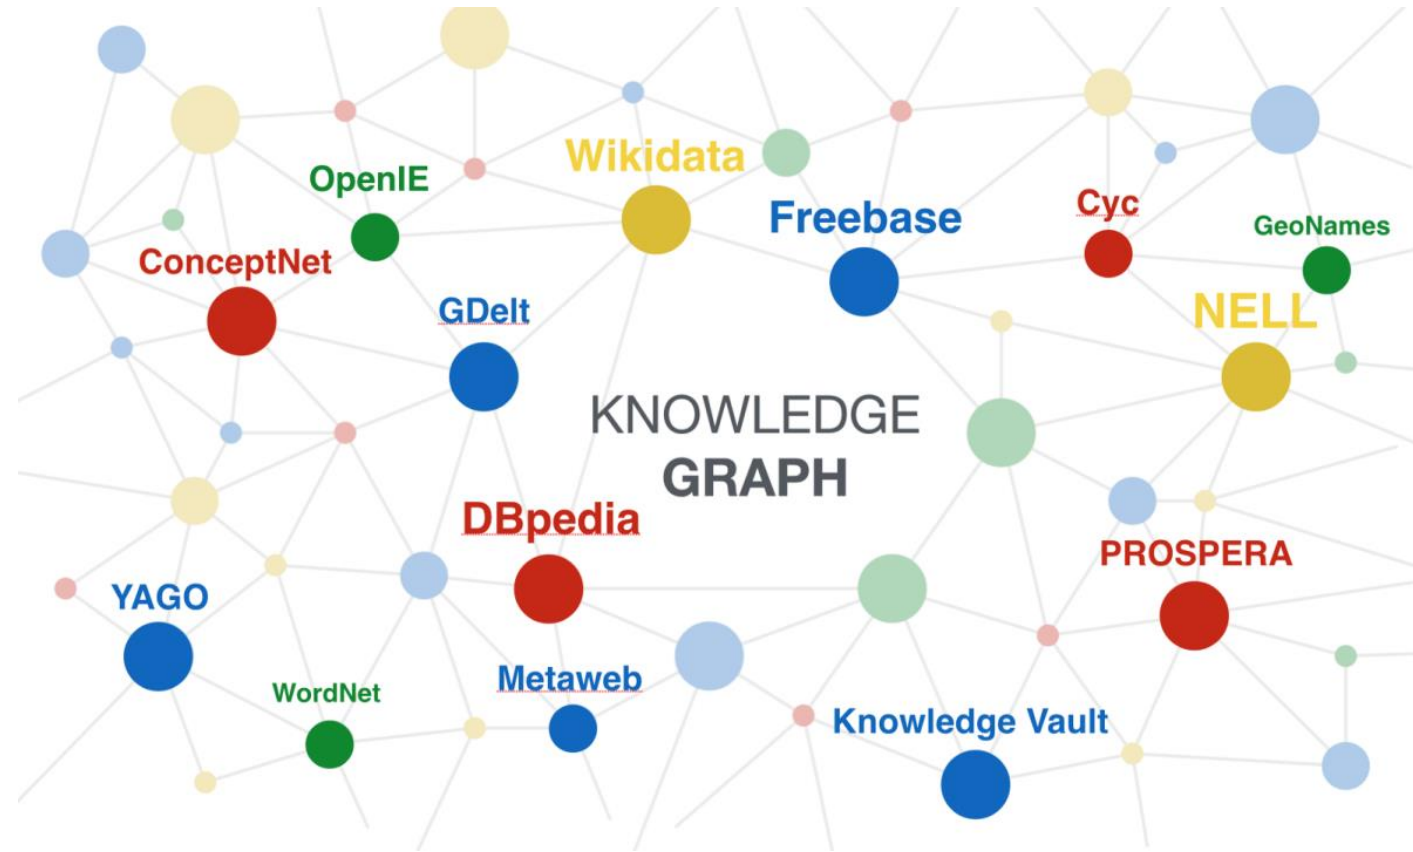 Wikidata
OpenIE
Cyc
Freebase
GeoNames
ConceptNet
GDelt
NELL
KNOWLEDGE
GRAPH
DBpedia
PROSPERA
YAGO
Metaweb
WordNet
Knowledge Vault